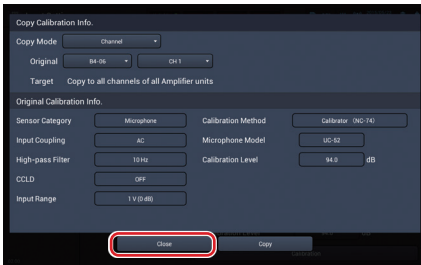 Copy Calibration Info.
Copy Mode Channel
Original B4-06 CH 1
Target Copy to all channels of all Amplifier units
Original Calibration Info.
Sensor Category Microphone Calibration Method Calibrator (NC-74)
Input Coupling AC Microphone Model UC-52
High-pass Filter 10 Hz Calibration Level 94.0 dB
CCLD OFF
Input Range 1 V (0 dB)
Close Copy
Calibration